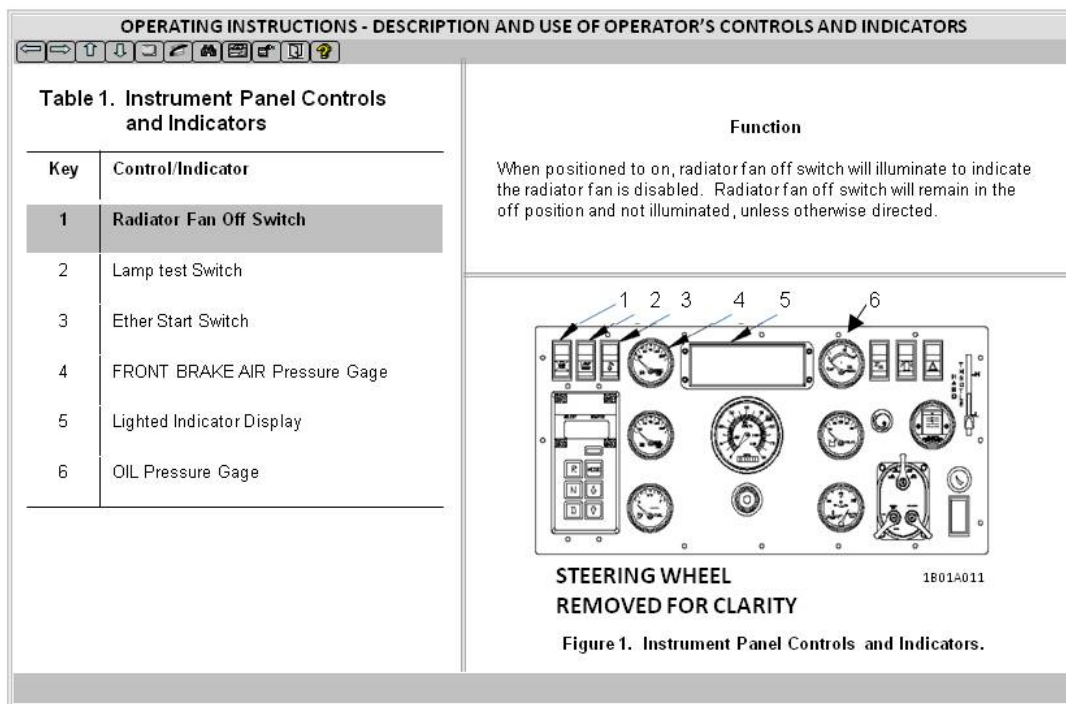 OPERATING INSTRUCTIONS - DESCRIPTION AND USE OF OPERATOR'S CONTROLS AND INDICATORS
Table 1. Instrument Panel Controls
and Indicators
Key Control/Indicator
1 Radiator Fan Off Switch
2 Lamp test Switch
3 Ether Start Switch
4 FRONT BRAKE AIR Pressure Gage
5 Lighted Indicator Display
6 OIL Pressure Gage
Function
When positioned to on, radiator fan off switch will illuminate to indicate
the radiator fan is disabled. Radiator fan off switch will remain in the
off position and not illuminated, unless otherwise directed.
1 2 3 4 5 6
HAND
THROTTLE
R MODE
N
D
STEERING WHEEL
REMOVED FOR CLARITY
1B01A011
Figure 1. Instrument Panel Controls and Indicators.